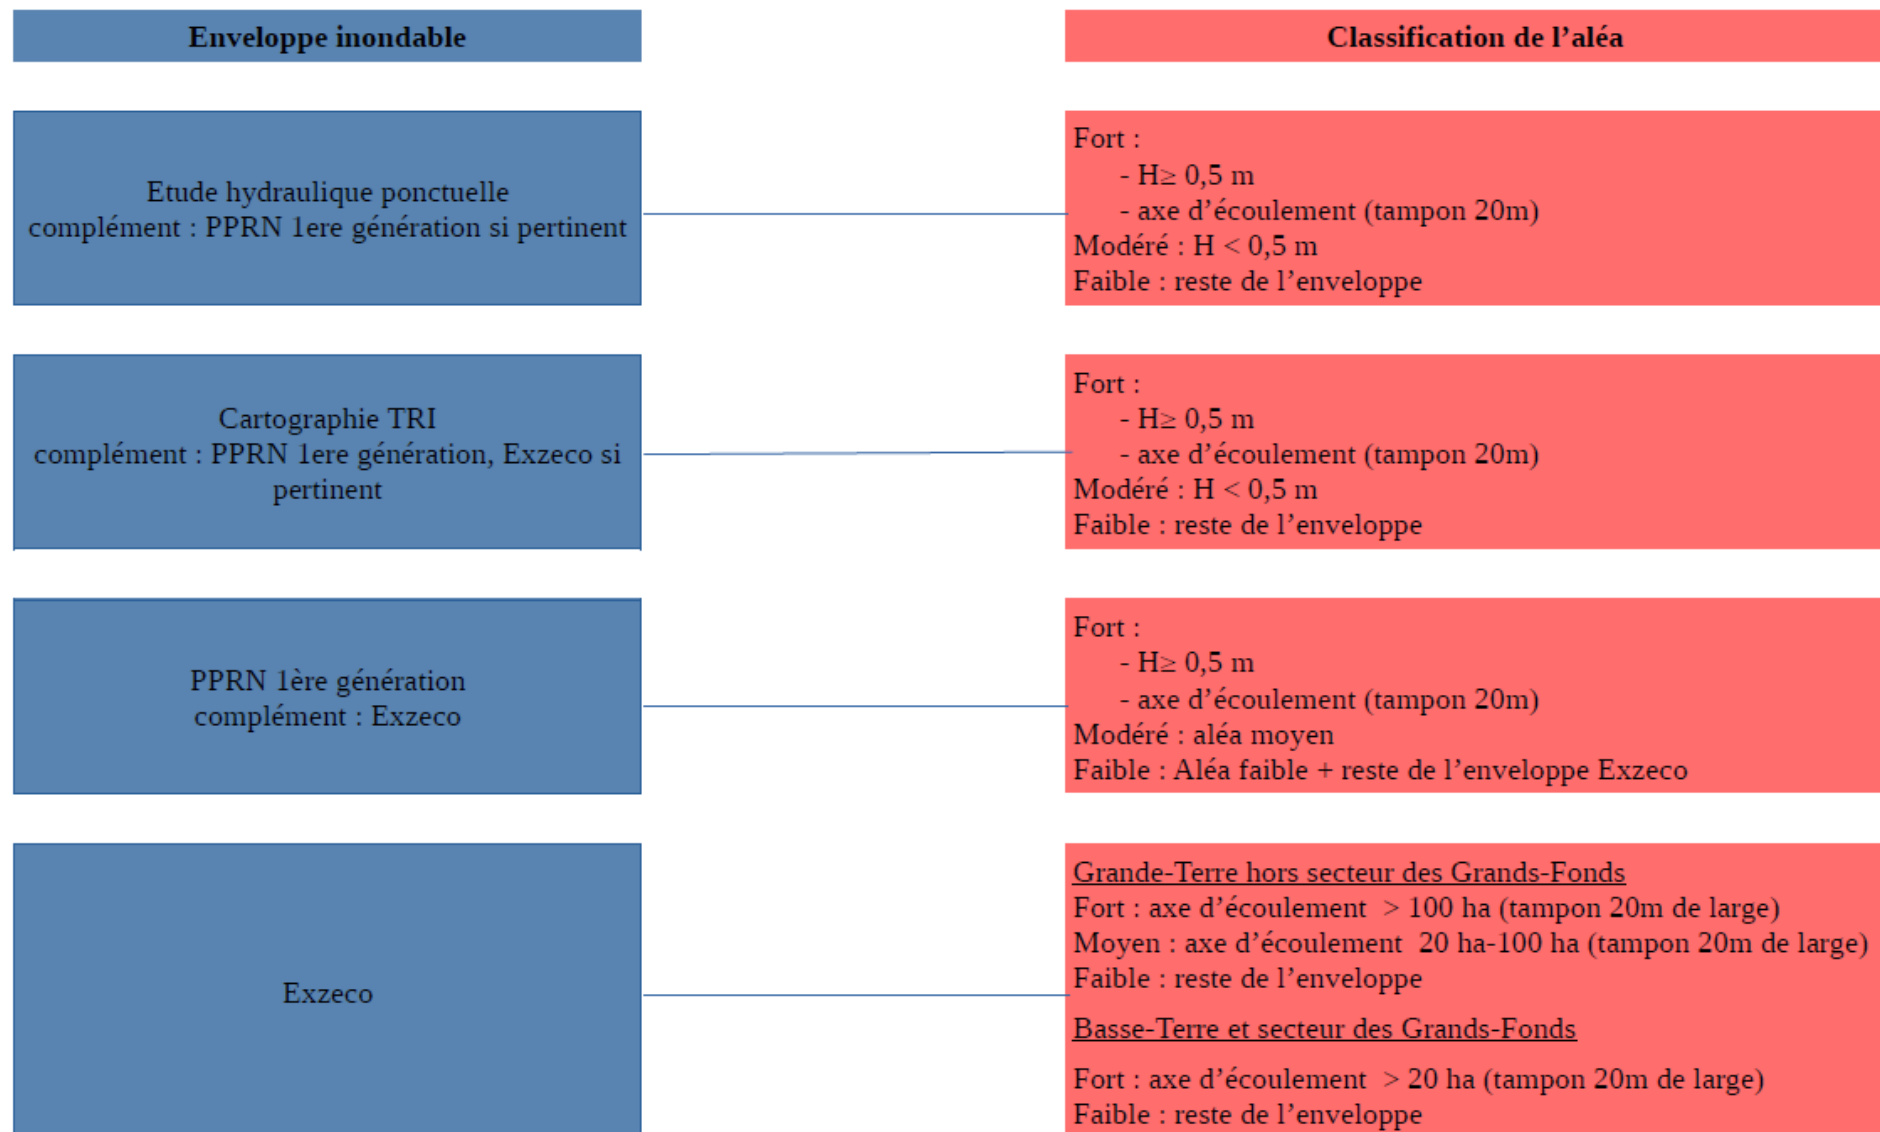 Enveloppe inondable
Classification de l’aléa
Etude hydraulique ponctuelle
complément : PPRN 1ere génération si pertinent
Fort :
- H≥ 0,5 m
- axe d’écoulement (tampon 20m)
Modéré : H < 0,5 m
Faible : reste de l’enveloppe
Cartographie TRI
complément : PPRN 1ere génération, Exzeco si
pertinent
Fort :
- H≥ 0,5 m
- axe d’écoulement (tampon 20m)
Modéré : H < 0,5 m
Faible : reste de l’enveloppe
PPRN 1ère génération
complément : Exzeco
Fort :
- H≥ 0,5 m
- axe d’écoulement (tampon 20m)
Modéré : aléa moyen
Faible : Aléa faible + reste de l’enveloppe Exzeco
Exzeco
Grande-Terre hors secteur des Grands-Fonds
Fort : axe d’écoulement  > 100 ha (tampon 20m de large)
Moyen : axe d’écoulement  20 ha-100 ha (tampon 20m de large)
Faible : reste de l’enveloppe
Basse-Terre et secteur des Grands-Fonds
Fort : axe d’écoulement  > 20 ha (tampon 20m de large)
Faible : reste de l’enveloppe